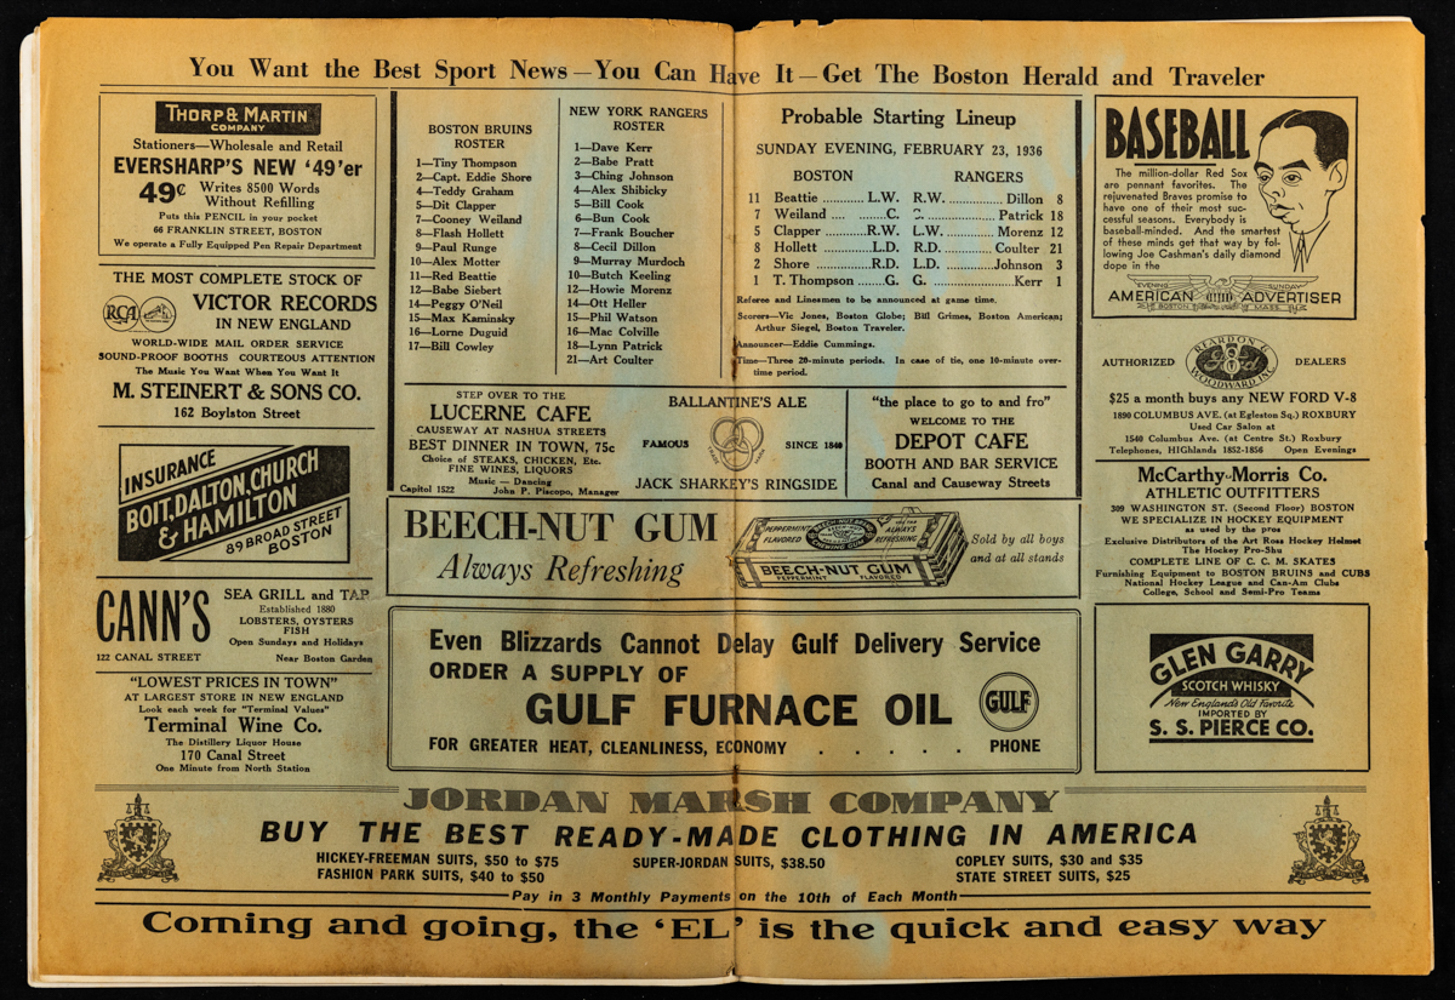 You Want the Best Sport News—You Can Have It—Get The Boston Herald and Traveler
THORP & MARTIN
COMPANY
Stationers—Wholesale and Retail
EVERSHARP'S NEW '49'er
49¢ Writes 8500 Words
Without Refilling
Puts this PENCIL in your pocket
66 FRANKLIN STREET, BOSTON
We operate a Fully Equipped Pen Repair Department
THE MOST COMPLETE STOCK OF
RCA VICTOR RECORDS
IN NEW ENGLAND
WORLD-WIDE MAIL ORDER SERVICE
SOUND-PROOF BOOTHS COURTEOUS ATTENTION
The Music You Want When You Want It
M. STEINERT & SONS CO.
162 Boylston Street
INSURANCE
BOIT, DALTON, CHURCH
& HAMILTON
89 BROAD STREET
BOSTON
CANN'S
SEA GRILL and TAP
Established 1880
LOBSTERS, OYSTERS
FISH
Open Sundays and Holidays
122 CANAL STREET Near Boston Garden
"LOWEST PRICES IN TOWN"
AT LARGEST STORE IN NEW ENGLAND
Look each week for "Terminal Values"
Terminal Wine Co.
The Distillery Liquor House
170 Canal Street
One Minute from North Station
BOSTON BRUINS
ROSTER
1—Tiny Thompson
2—Capt. Eddie Shore
4—Teddy Graham
5—Dit Clapper
7—Cooney Weiland
8—Flash Hollett
9—Paul Runge
10—Alex Motter
11—Red Beattie
12—Babe Siebert
14—Peggy O'Neil
15—Max Kaminsky
16—Lorne Duguid
17—Bill Cowley
NEW YORK RANGERS
ROSTER
1—Dave Kerr
2—Babe Pratt
3—Ching Johnson
4—Alex Shibicky
5—Bill Cook
6—Bun Cook
7—Frank Boucher
8—Cecil Dillon
9—Murray Murdoch
10—Butch Keeling
12—Howie Morenz
14—Ott Heller
15—Phil Watson
16—Mac Colville
18—Lynn Patrick
21—Art Coulter
Probable Starting Lineup
SUNDAY EVENING, FEBRUARY 23, 1936
BOSTON RANGERS
11 Beattie ............ L.W. R.W. ................ Dillon 8
7 Weiland .... ........C. C. .................... Patrick 18
5 Clapper ............R.W. L.W. ................ Morenz 12
8 Hollett ..............L.D. R.D. .............. Coulter 21
2 Shore ................R.D. L.D. ..............Johnson 3
1 T. Thompson ........G. G. ......................Kerr 1
Referee and Linesmen to be announced at game time.
Scorers—Vic Jones, Boston Globe; Bill Grimes, Boston American;
Arthur Siegel, Boston Traveler.
Announcer—Eddie Cummings.
Time—Three 20-minute periods. In case of tie, one 10-minute over-
time period.
STEP OVER TO THE
LUCERNE CAFE
CAUSEWAY AT NASHUA STREETS
BEST DINNER IN TOWN, 75c
Choice of STEAKS, CHICKEN, Etc.
FINE WINES, LIQUORS
Music — Dancing
Capitol 1522 John P. Piscopo, Manager
BALLANTINE'S ALE
FAMOUS SINCE 1840
TRADE MARK
JACK SHARKEY'S RINGSIDE
"the place to go to and fro"
WELCOME TO THE
DEPOT CAFE
BOOTH AND BAR SERVICE
Canal and Causeway Streets
BEECH-NUT GUM
Always Refreshing
PEPPERMINT
FLAVORED
ALWAYS
REFRESHING
BEECH-NUT GUM
PEPPERMINT FLAVORED
Sold by all boys
and at all stands
Even Blizzards Cannot Delay Gulf Delivery Service
ORDER A SUPPLY OF
GULF FURNACE OIL
GULF
FOR GREATER HEAT, CLEANLINESS, ECONOMY . . . . . PHONE
BASEBALL
The million-dollar Red Sox
are pennant favorites. The
rejuvenated Braves promise to
have one of their most suc-
cessful seasons. Everybody is
baseball-minded. And the smartest
of these minds get that way by fol-
lowing Joe Cashman's daily diamond
dope in the
EVENING SUNDAY
AMERICAN ADVERTISER
AUTHORIZED DEALERS
REARDON &
Ford
WOODWARD INC
$25 a month buys any NEW FORD V-8
1890 COLUMBUS AVE. (at Egleston Sq.) ROXBURY
Used Car Salon at
1540 Columbus Ave. (at Centre St.) Roxbury
Telephones, HIGhlands 1852-1856 Open Evenings
McCarthy-Morris Co.
ATHLETIC OUTFITTERS
309 WASHINGTON ST. (Second Floor) BOSTON
WE SPECIALIZE IN HOCKEY EQUIPMENT
as used by the pros
Exclusive Distributors of the Art Ross Hockey Helmet
The Hockey Pro-Shu
COMPLETE LINE OF C. C. M. SKATES
Furnishing Equipment to BOSTON BRUINS and CUBS
National Hockey League and Can-Am Clubs
College, School and Semi-Pro Teams
GLEN GARRY
SCOTCH WHISKY
New England's Old Favorite
IMPORTED BY
S. S. PIERCE CO.
JORDAN MARSH COMPANY
BUY THE BEST READY-MADE CLOTHING IN AMERICA
HICKEY-FREEMAN SUITS, $50 to $75 SUPER-JORDAN SUITS, $38.50 COPLEY SUITS, $30 and $35
FASHION PARK SUITS, $40 to $50 STATE STREET SUITS, $25
Pay in 3 Monthly Payments on the 10th of Each Month
Coming and going, the 'EL' is the quick and easy way